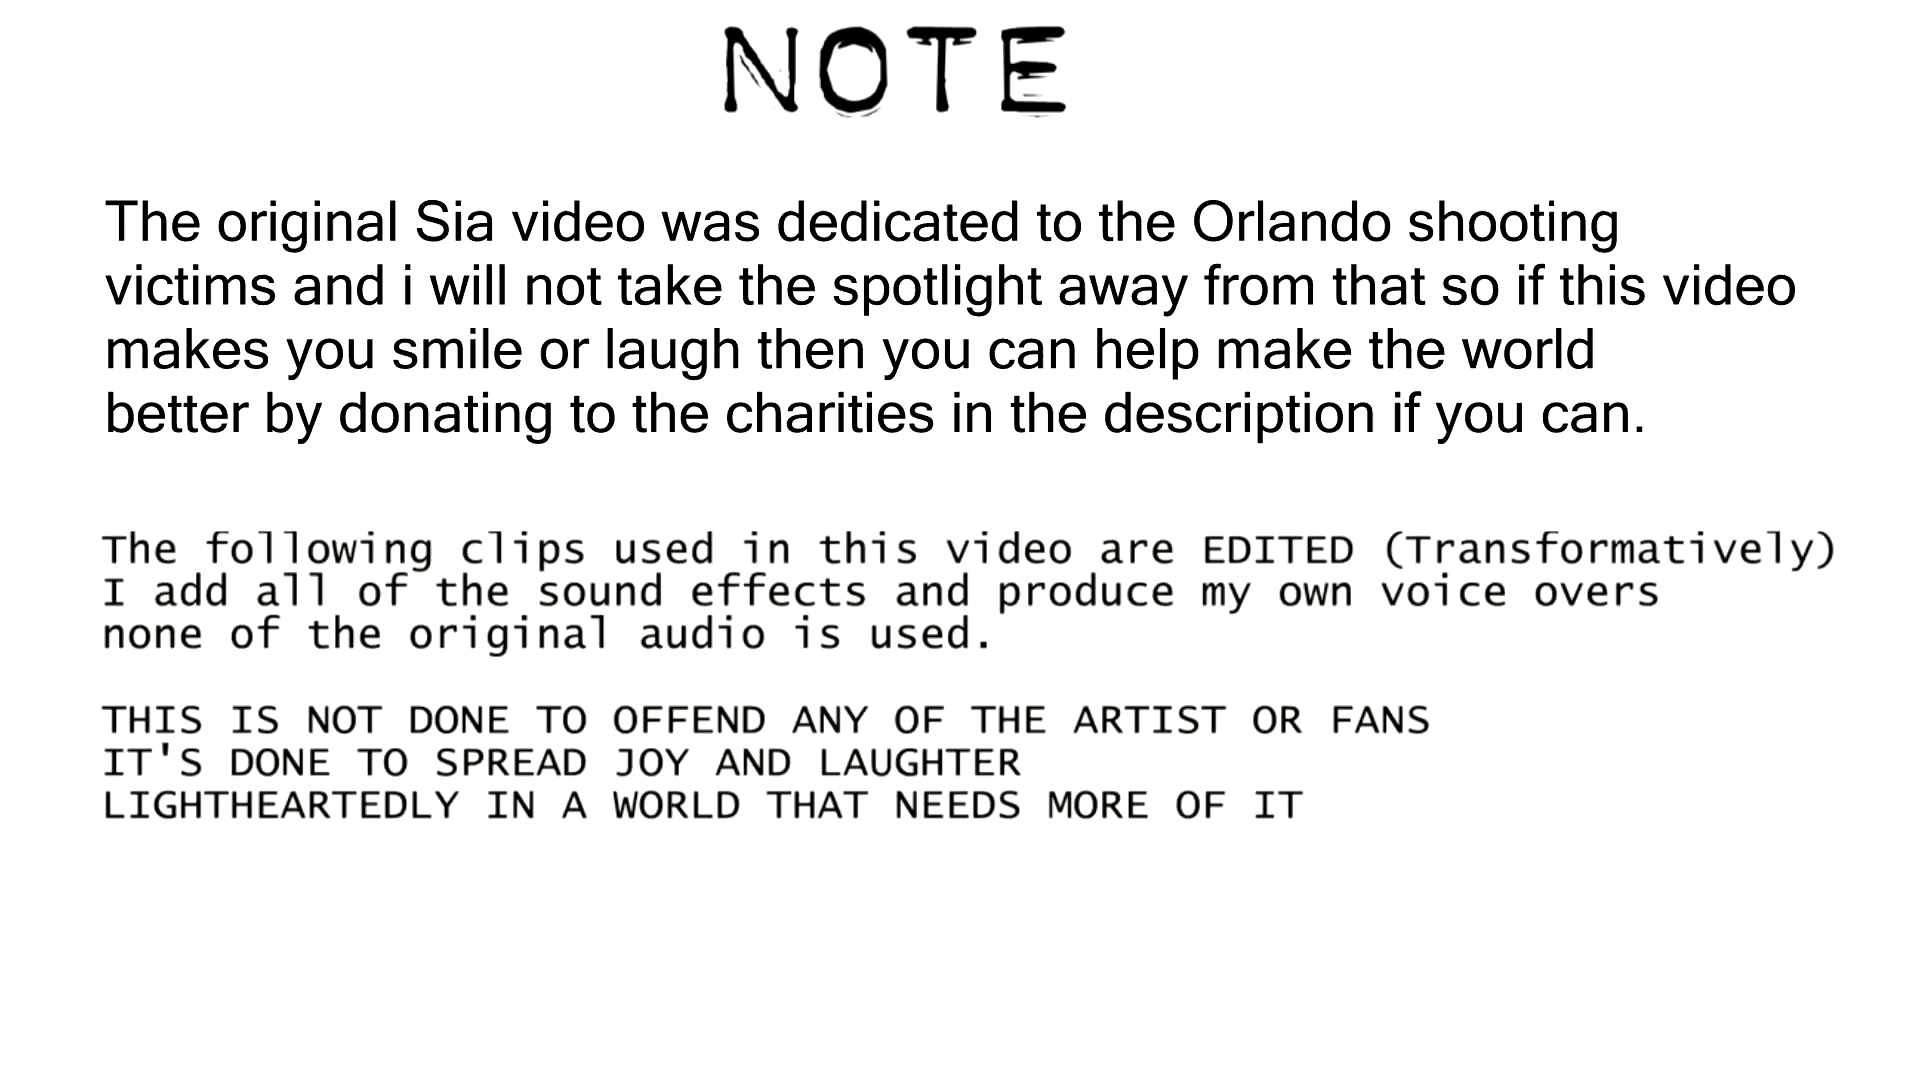 NOTE
The original Sia video was dedicated to the Orlando shooting
victims and i will not take the spotlight away from that so if this video
makes you smile or laugh then you can help make the world
better by donating to the charities in the description if you can.
The following clips used in this video are EDITED (Transformatively)
I add all of the sound effects and produce my own voice overs
none of the original audio is used.
THIS IS NOT DONE TO OFFEND ANY OF THE ARTIST OR FANS
IT'S DONE TO SPREAD JOY AND LAUGHTER
LIGHTHEARTEDLY IN A WORLD THAT NEEDS MORE OF IT